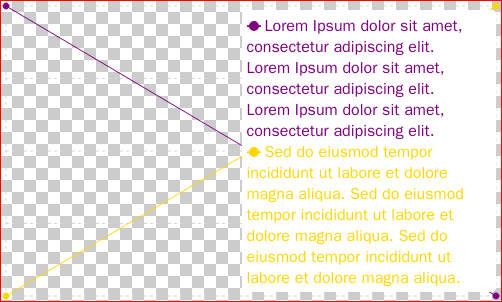 Lorem Ipsum dolor sit amet,
consectetur adipiscing elit.
Lorem Ipsum dolor sit amet,
consectetur adipiscing elit.
Lorem Ipsum dolor sit amet,
consectetur adipiscing elit.
Sed do eiusmod tempor
incididunt ut labore et dolore
magna aliqua. Sed do eiusmod
tempor incididunt ut labore et
dolore magna aliqua. Sed do
eiusmod tempor incididunt ut
labore et dolore magna aliqua.